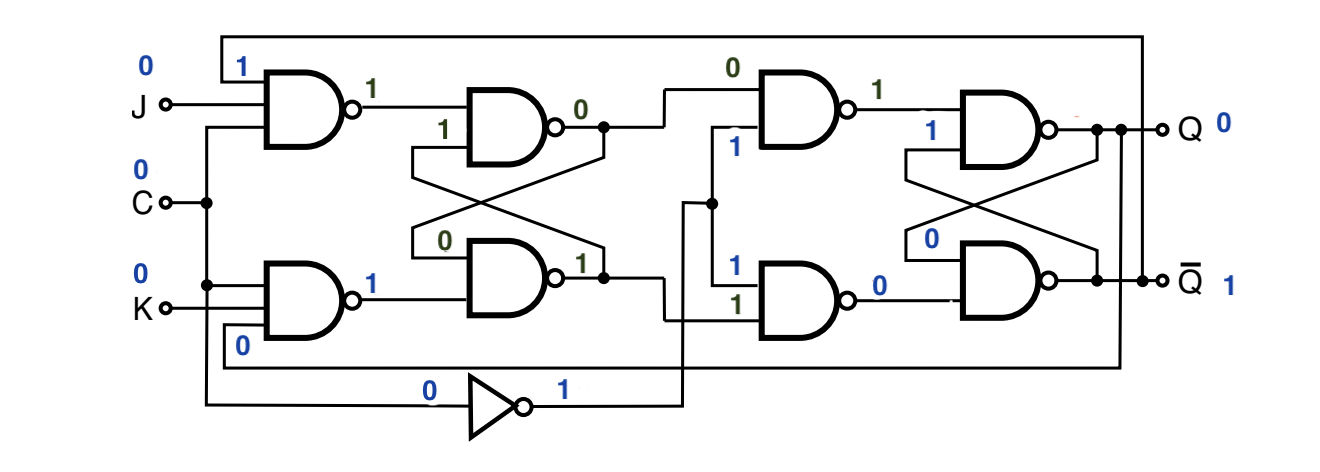 0 1 1 0 0 1
J 1 1 1 Q 0
0 1
C
0 0 1 0
0 1 1 0 Q̅ 1
K 0 1
0 0 1